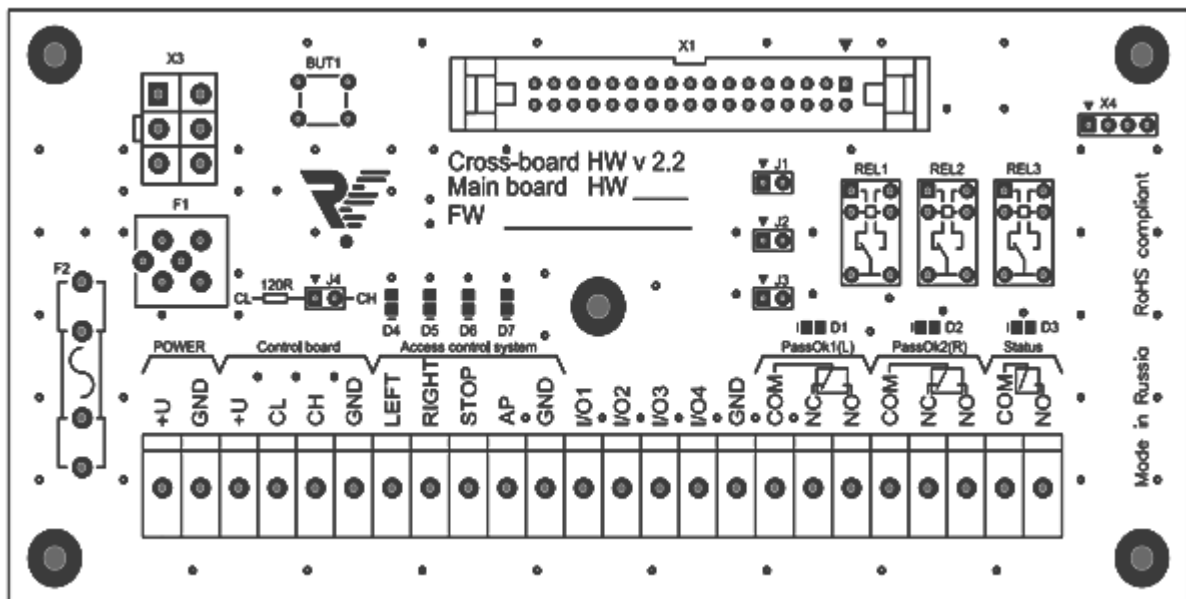 X3
BUT1
X1
X4
Cross-board HW v 2.2
Main board HW ____
FW ____________
J1
REL1
REL2
REL3
F1
J2
F2
120R
J4
CL
CH
J3
D4
D5
D6
D7
D1
D2
D3
POWER
Control board
Access control system
PassOk1(L)
PassOk2(R)
Status
+U
GND
+U
CL
CH
GND
LEFT
RIGHT
STOP
AP
GND
I/O1
I/O2
I/O3
I/O4
GND
COM
NC
NO
COM
NC
NO
COM
NO
Mode in Russia RoHS compliant